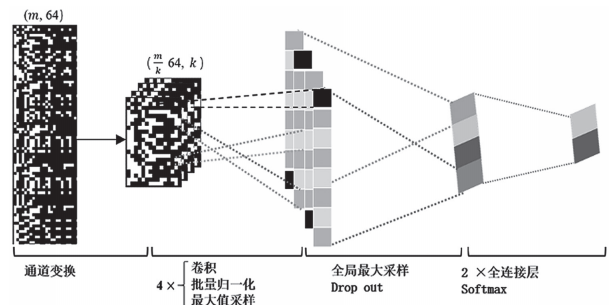 (m, 64)
(m/k 64, k)
通道变换
4 × { 卷积
批量归一化
最大值采样
全局最大采样
Drop out
2 ×全连接层
Softmax